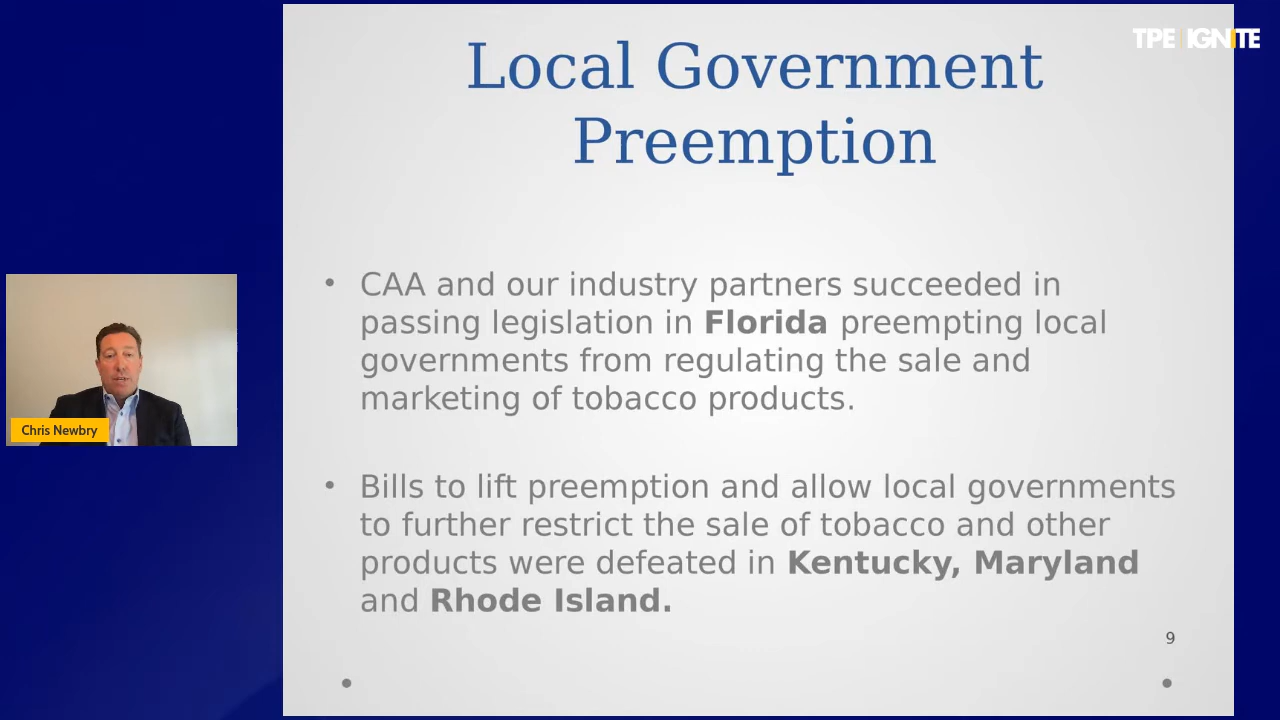 TPE IGNITE
Local Government
Preemption
• CAA and our industry partners succeeded in
passing legislation in Florida preempting local
governments from regulating the sale and
marketing of tobacco products.
• Bills to lift preemption and allow local governments
to further restrict the sale of tobacco and other
products were defeated in Kentucky, Maryland
and Rhode Island.
9
Chris Newbry